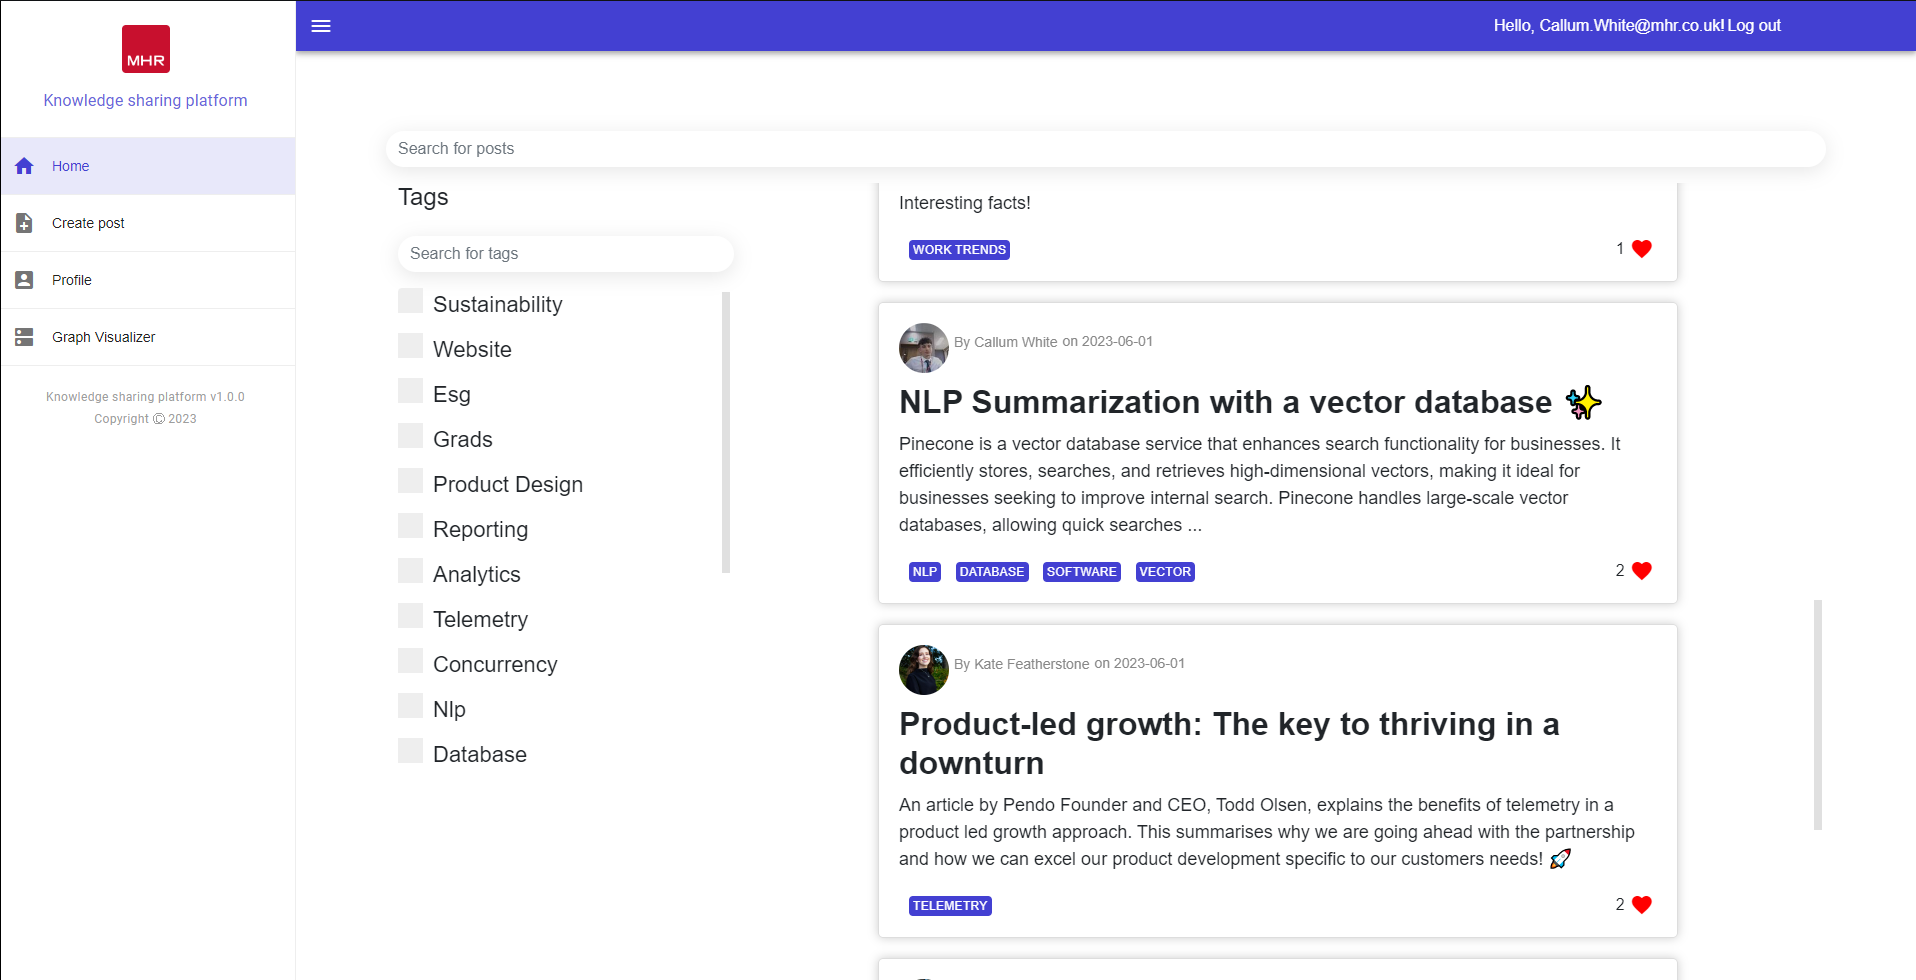 MHR
Knowledge sharing platform
Home
Create post
Profile
Graph Visualizer
Knowledge sharing platform v1.0.0
Copyright © 2023
Hello, Callum.White@mhr.co.uk! Log out
Search for posts
Tags
Search for tags
Sustainability
Website
Esg
Grads
Product Design
Reporting
Analytics
Telemetry
Concurrency
Nlp
Database
Interesting facts!
WORK TRENDS
1
By Callum White on 2023-06-01
NLP Summarization with a vector database ✨
Pinecone is a vector database service that enhances search functionality for businesses. It
efficiently stores, searches, and retrieves high-dimensional vectors, making it ideal for
businesses seeking to improve internal search. Pinecone handles large-scale vector
databases, allowing quick searches ...
NLP DATABASE SOFTWARE VECTOR
2
By Kate Featherstone on 2023-06-01
Product-led growth: The key to thriving in a
downturn
An article by Pendo Founder and CEO, Todd Olsen, explains the benefits of telemetry in a
product led growth approach. This summarises why we are going ahead with the partnership
and how we can excel our product development specific to our customers needs! 🚀
TELEMETRY
2